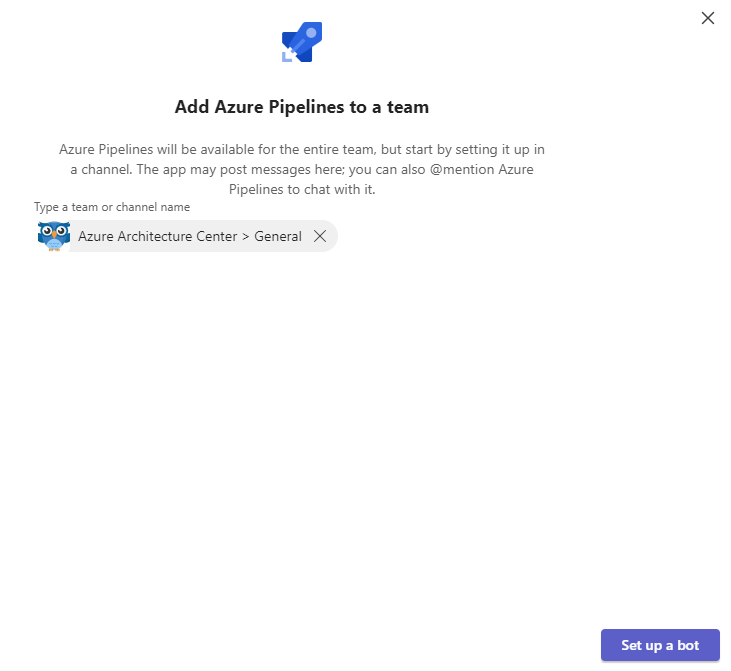 Add Azure Pipelines to a team
Azure Pipelines will be available for the entire team, but start by setting it up in
a channel. The app may post messages here; you can also @mention Azure
Pipelines to chat with it.
Type a team or channel name
Azure Architecture Center > General
Set up a bot